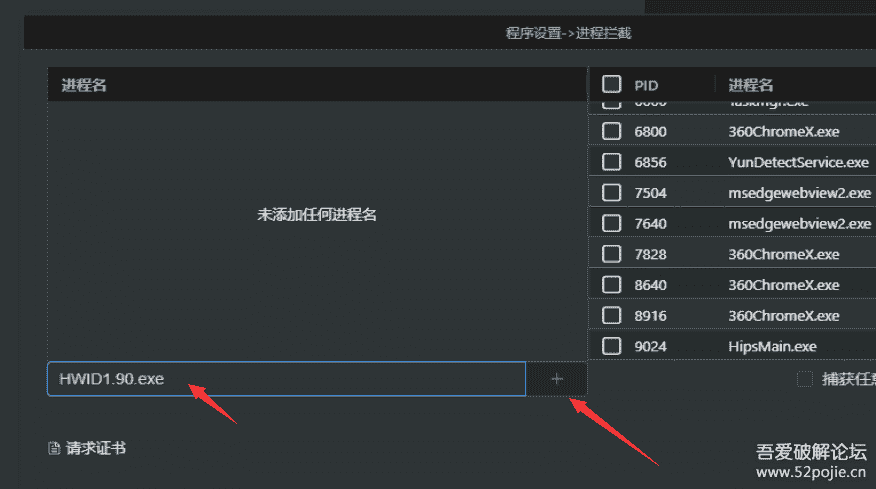 程序设置->进程拦截
进程名
PID 进程名
Taskmgr.exe
6800 360ChromeX.exe
6856 YunDetectService.exe
7504 msedgewebview2.exe
7640 msedgewebview2.exe
未添加任何进程名
7828 360ChromeX.exe
8640 360ChromeX.exe
8916 360ChromeX.exe
9024 HipsMain.exe
HWID1.90.exe +
捕获任意
请求证书
吾爱破解论坛
www.52pojie.cn